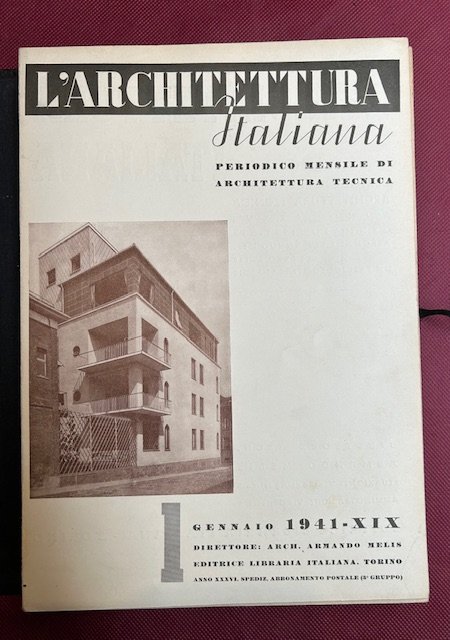 L'ARCHITETTURA
Italiana
PERIODICO MENSILE DI
ARCHITETTURA TECNICA
1
GENNAIO 1941-XIX
DIRETTORE: ARCH. ARMANDO MELIS
EDITRICE LIBRARIA ITALIANA. TORINO
ANNO XXXVI. SPEDIZ. ABBONAMENTO POSTALE (3° GRUPPO)